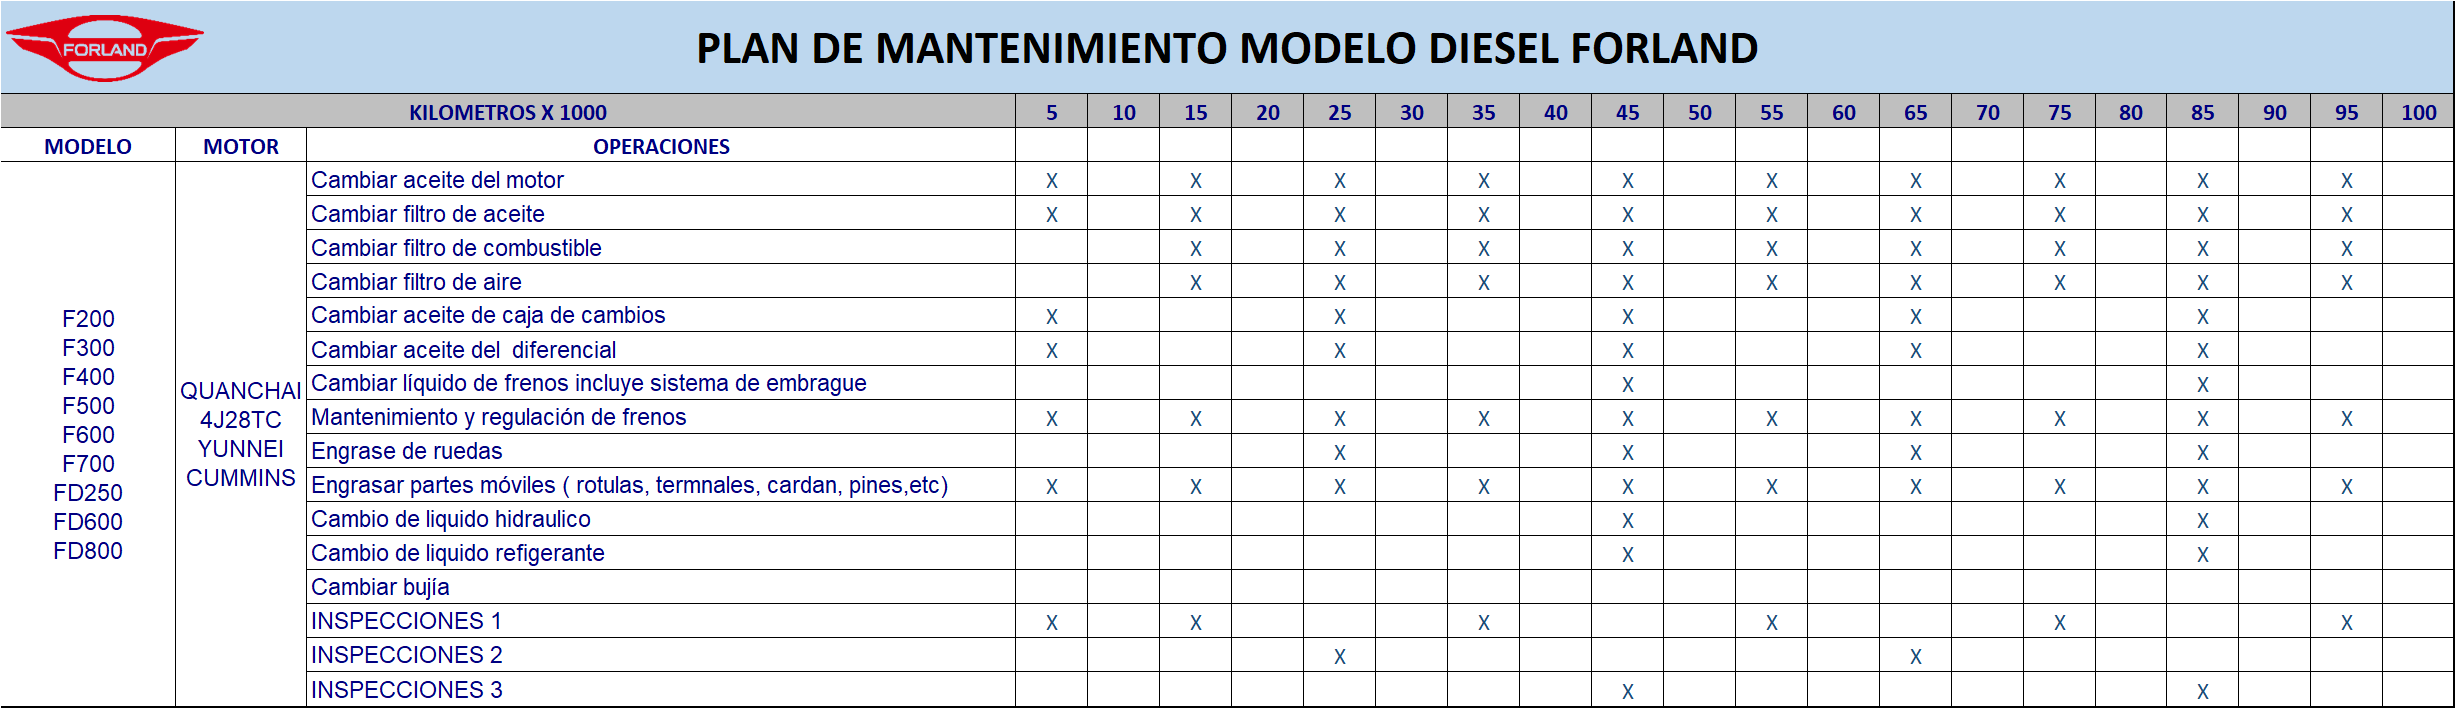 FORLAND
PLAN DE MANTENIMIENTO MODELO DIESEL FORLAND
KILOMETROS X 1000 5 10 15 20 25 30 35 40 45 50 55 60 65 70 75 80 85 90 95 100
MODELO MOTOR OPERACIONES
F200
F300
F400
F500
F600
F700
FD250
FD600
FD800
QUANCHAI
4J28TC
YUNNEI
CUMMINS
Cambiar aceite del motor X X X X X X X X X X
Cambiar filtro de aceite X X X X X X X X X X
Cambiar filtro de combustible X X X X X X X X X
Cambiar filtro de aire X X X X X X X X X
Cambiar aceite de caja de cambios X X X X X
Cambiar aceite del  diferencial X X X X X
Cambiar líquido de frenos incluye sistema de embrague X X
Mantenimiento y regulación de frenos X X X X X X X X X X
Engrase de ruedas X X X X
Engrasar partes móviles ( rotulas, termnales, cardan, pines,etc) X X X X X X X X X X
Cambio de liquido hidraulico X X
Cambio de liquido refigerante X X
Cambiar bujía
INSPECCIONES 1 X X X X X X
INSPECCIONES 2 X X
INSPECCIONES 3 X X